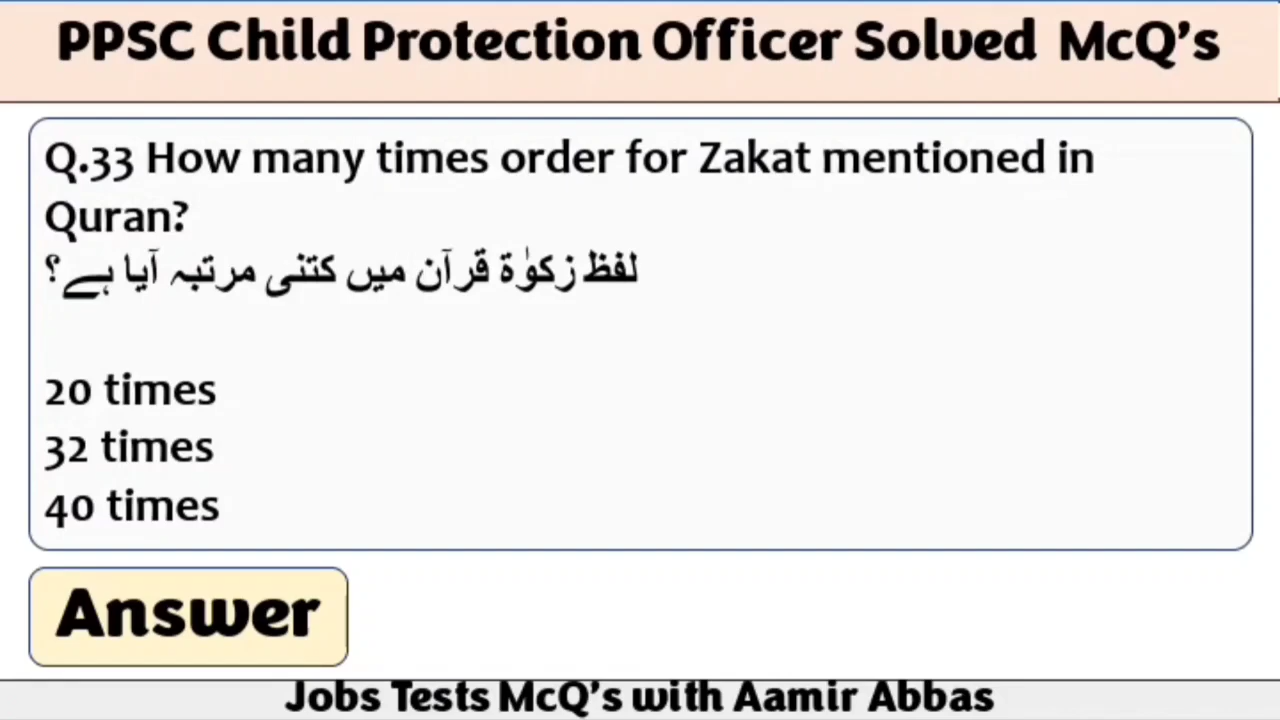 PPSC Child Protection Officer Solved McQ's
Q.33 How many times order for Zakat mentioned in
Quran?
لفظ زکوٰۃ قرآن میں کتنی مرتبہ آیا ہے؟
20 times
32 times
40 times
Answer
Jobs Tests McQ's with Aamir Abbas